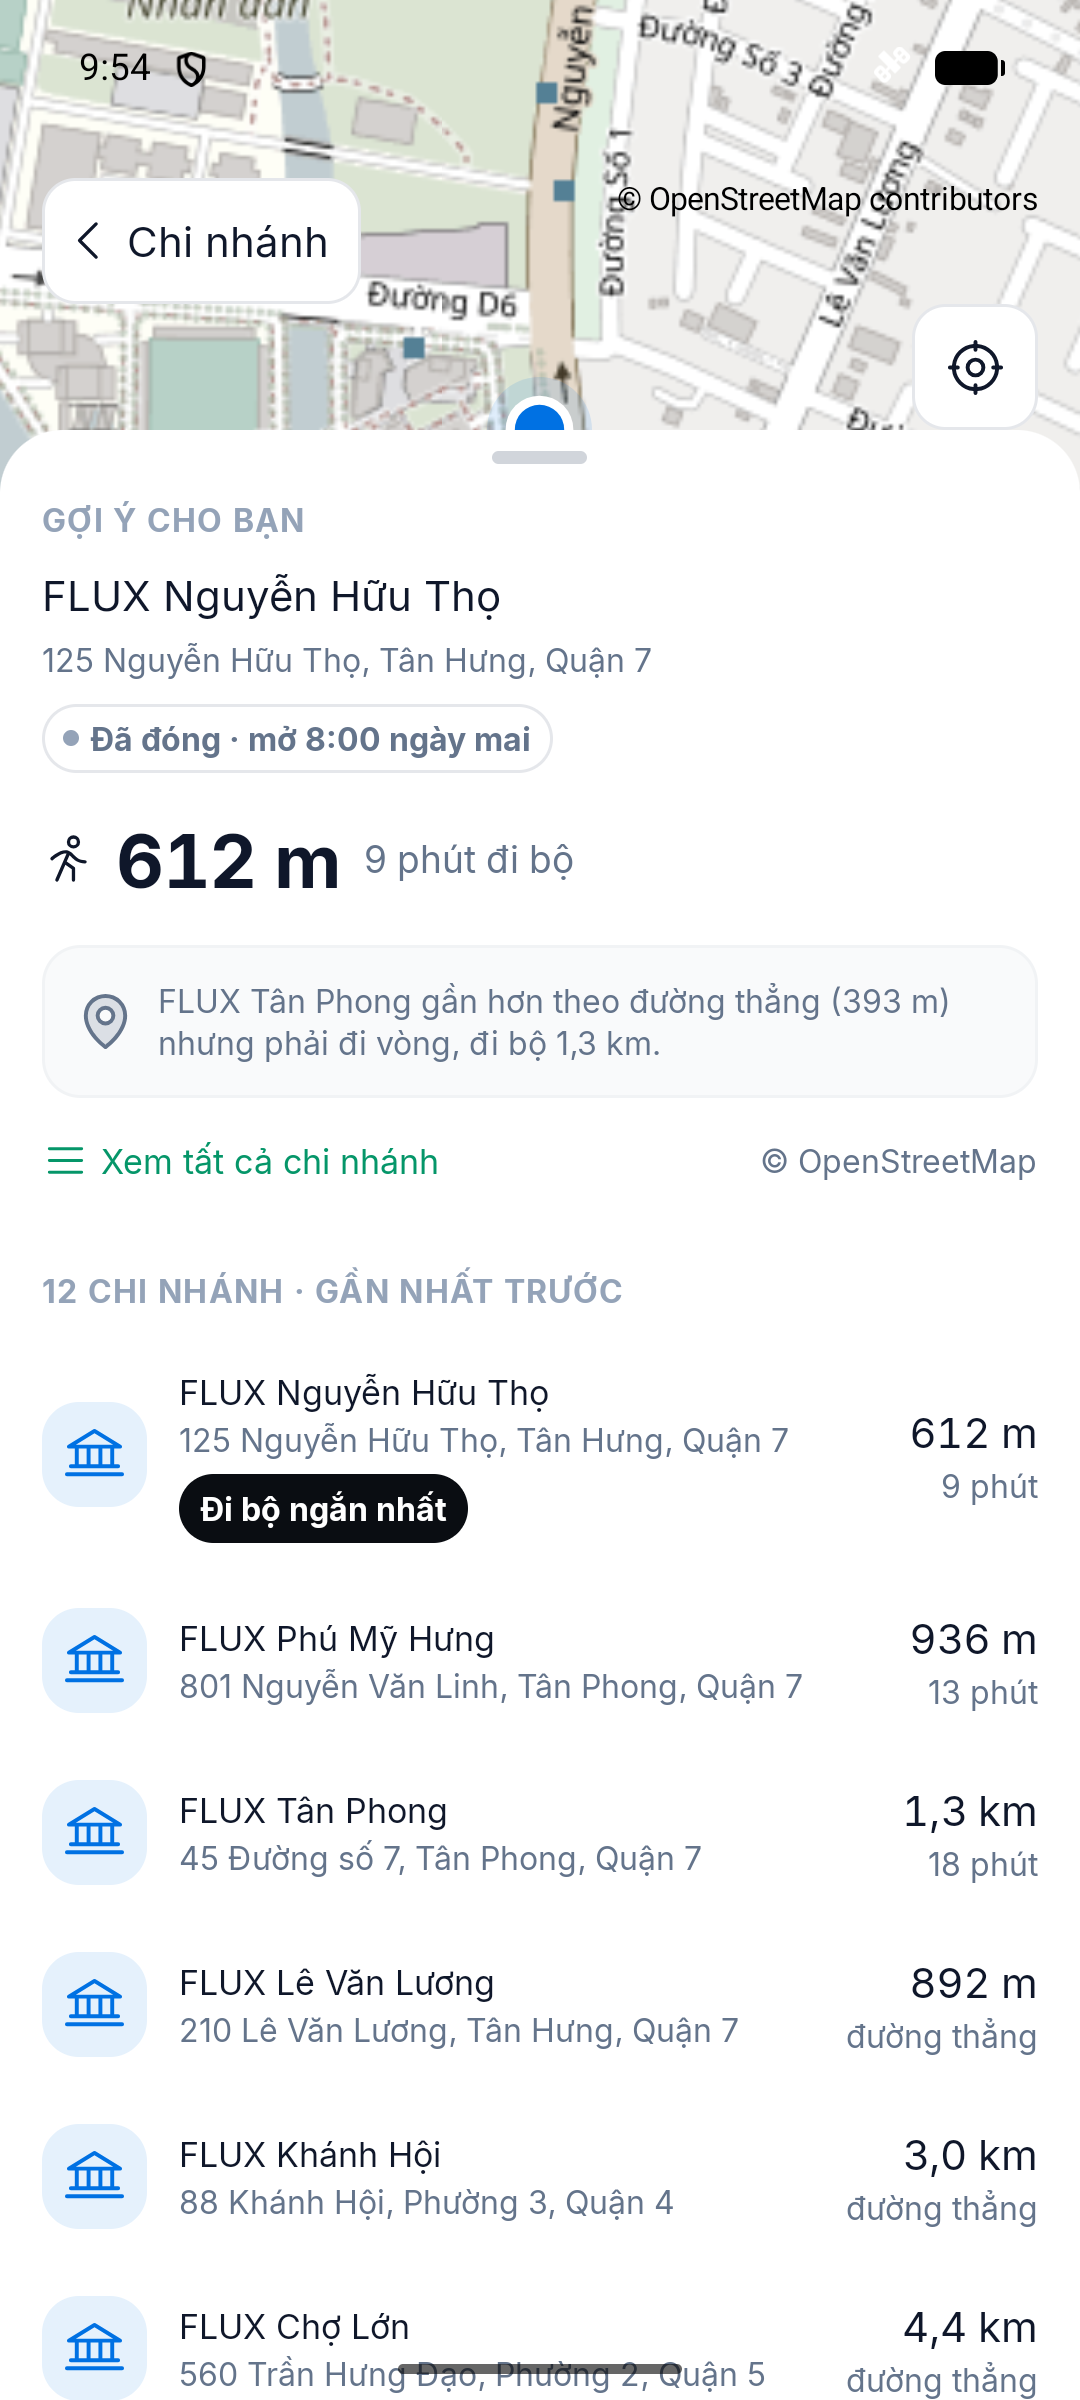 Nhân dân
Nguyễn
Đường Số 3
Đường
9:54
Đường Số 1
© OpenStreetMap contributors
Lê Văn Lương
Chi nhánh
Đường D6
GỢI Ý CHO BẠN
FLUX Nguyễn Hữu Thọ
125 Nguyễn Hữu Thọ, Tân Hưng, Quận 7
Đã đóng · mở 8:00 ngày mai
612 m 9 phút đi bộ
FLUX Tân Phong gần hơn theo đường thẳng (393 m)
nhưng phải đi vòng, đi bộ 1,3 km.
Xem tất cả chi nhánh
© OpenStreetMap
12 CHI NHÁNH · GẦN NHẤT TRƯỚC
FLUX Nguyễn Hữu Thọ
125 Nguyễn Hữu Thọ, Tân Hưng, Quận 7
Đi bộ ngắn nhất
612 m
9 phút
FLUX Phú Mỹ Hưng
801 Nguyễn Văn Linh, Tân Phong, Quận 7
936 m
13 phút
FLUX Tân Phong
45 Đường số 7, Tân Phong, Quận 7
1,3 km
18 phút
FLUX Lê Văn Lương
210 Lê Văn Lương, Tân Hưng, Quận 7
892 m
đường thẳng
FLUX Khánh Hội
88 Khánh Hội, Phường 3, Quận 4
3,0 km
đường thẳng
FLUX Chợ Lớn
560 Trần Hưng Đạo, Phường 2, Quận 5
4,4 km
đường thẳng